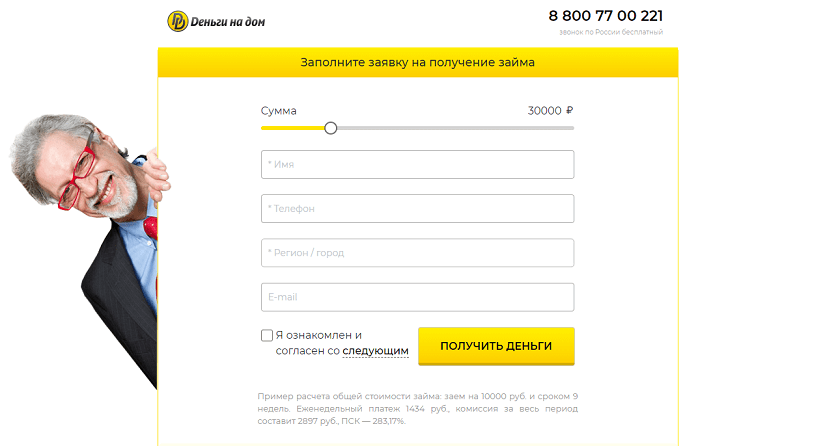 Деньги на дом
8 800 77 00 221
звонок по России бесплатный
Заполните заявку на получение займа
Сумма 30000 ₽
* Имя
* Телефон
* Регион / город
E-mail
Я ознакомлен и
согласен со следующим
ПОЛУЧИТЬ ДЕНЬГИ
Пример расчета общей стоимости займа: заем на 10000 руб. и сроком 9
недель. Еженедельный платеж 1434 руб., комиссия за весь период
составит 2897 руб., ПСК — 283,17%.